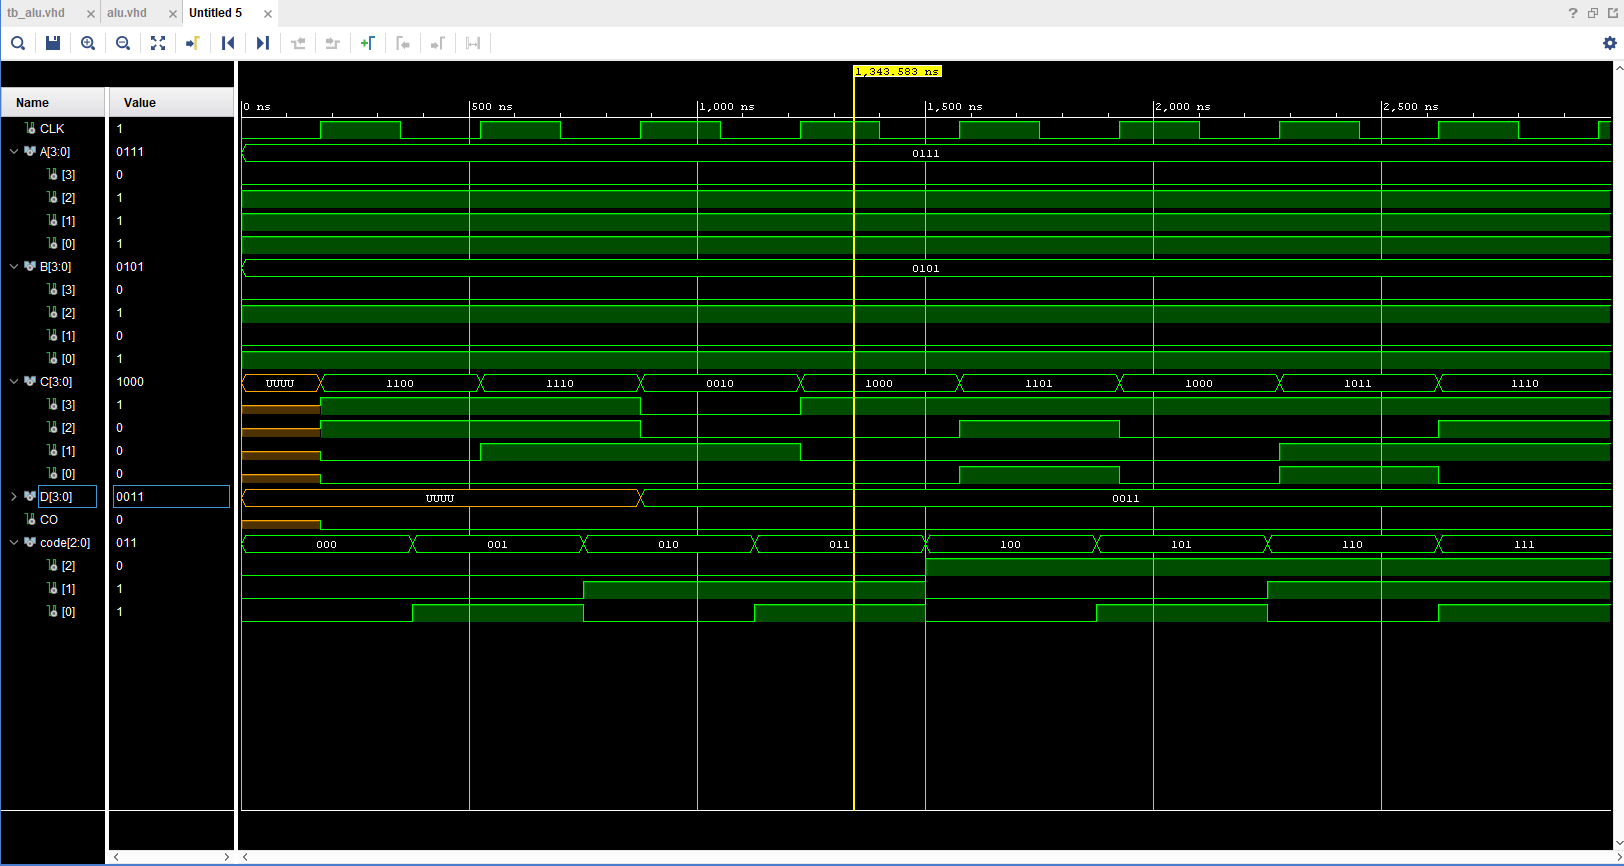 tb_alu.vhd × alu.vhd × Untitled 5 ×
?
1,343.583 ns
Name Value
0 ns 500 ns 1,000 ns 1,500 ns 2,000 ns 2,500 ns
CLK 1
A[3:0] 0111 0111
[3] 0
[2] 1
[1] 1
[0] 1
B[3:0] 0101 0101
[3] 0
[2] 1
[1] 0
[0] 1
C[3:0] 1000 UUUU 1100 1110 0010 1000 1101 1000 1011 1110
[3] 1
[2] 0
[1] 0
[0] 0
D[3:0] 0011 UUUU 0011
CO 0
code[2:0] 011 000 001 010 011 100 101 110 111
[2] 0
[1] 1
[0] 1